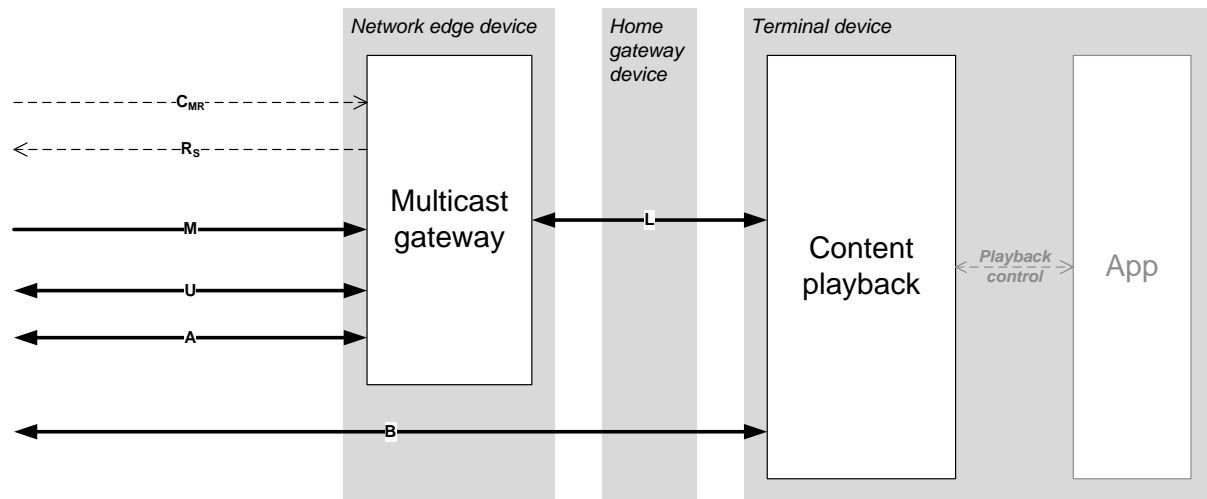 Network edge device
Home
gateway
device
Terminal device
CMR
RS
M
U
A
B
Multicast
gateway
L
Content
playback
Playback
control
App